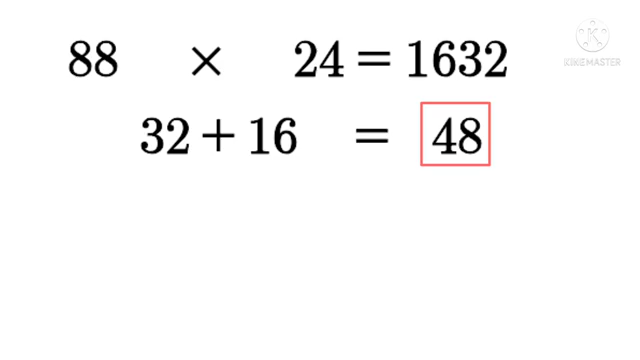 88 × 24 = 1632
KINEMASTER
32 + 16 = 48